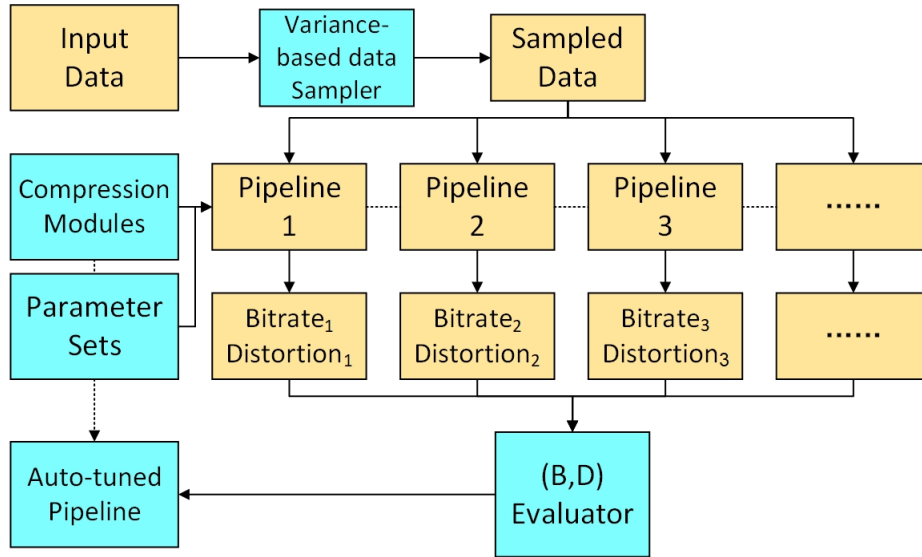 Input
Data
Variance-
based data
Sampler
Sampled
Data
Compression
Modules
Pipeline
1
Pipeline
2
Pipeline
3
......
Parameter
Sets
Bitrate₁
Distortion₁
Bitrate₂
Distortion₂
Bitrate₃
Distortion₃
......
Auto-tuned
Pipeline
(B,D)
Evaluator